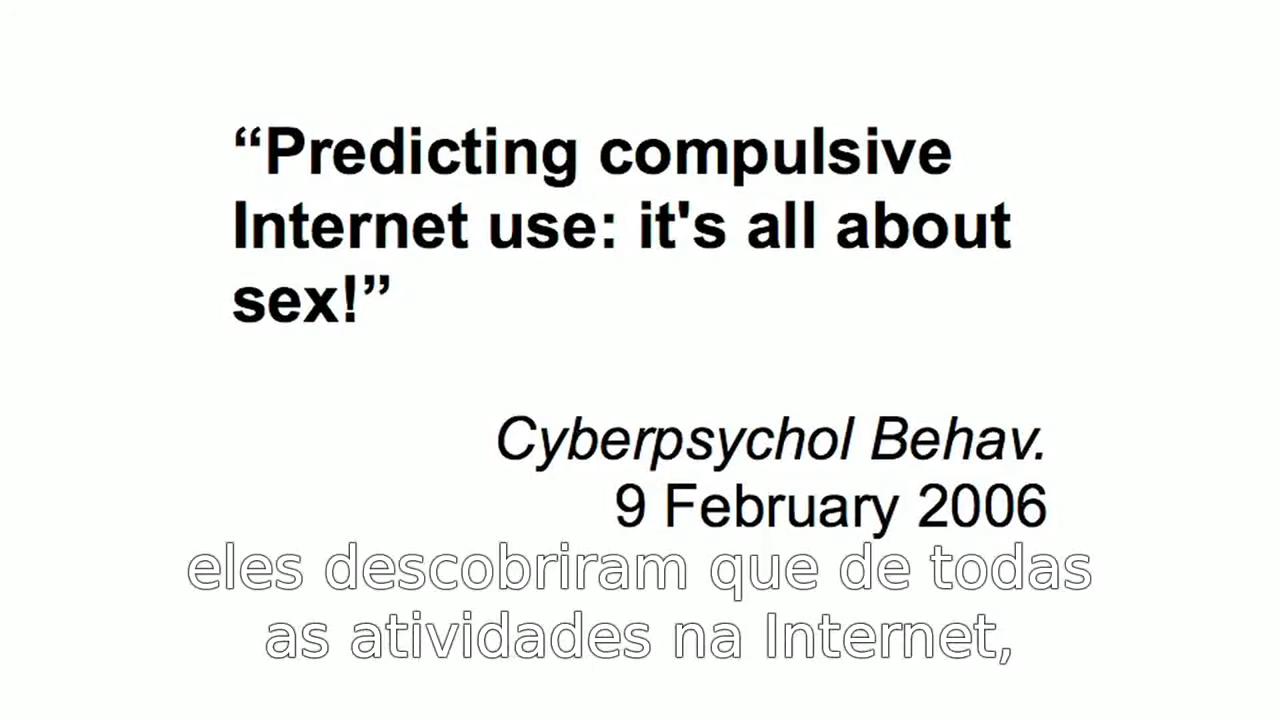 “Predicting compulsive
Internet use: it's all about
sex!”
Cyberpsychol Behav.
9 February 2006
eles descobriram que de todas
as atividades na Internet,